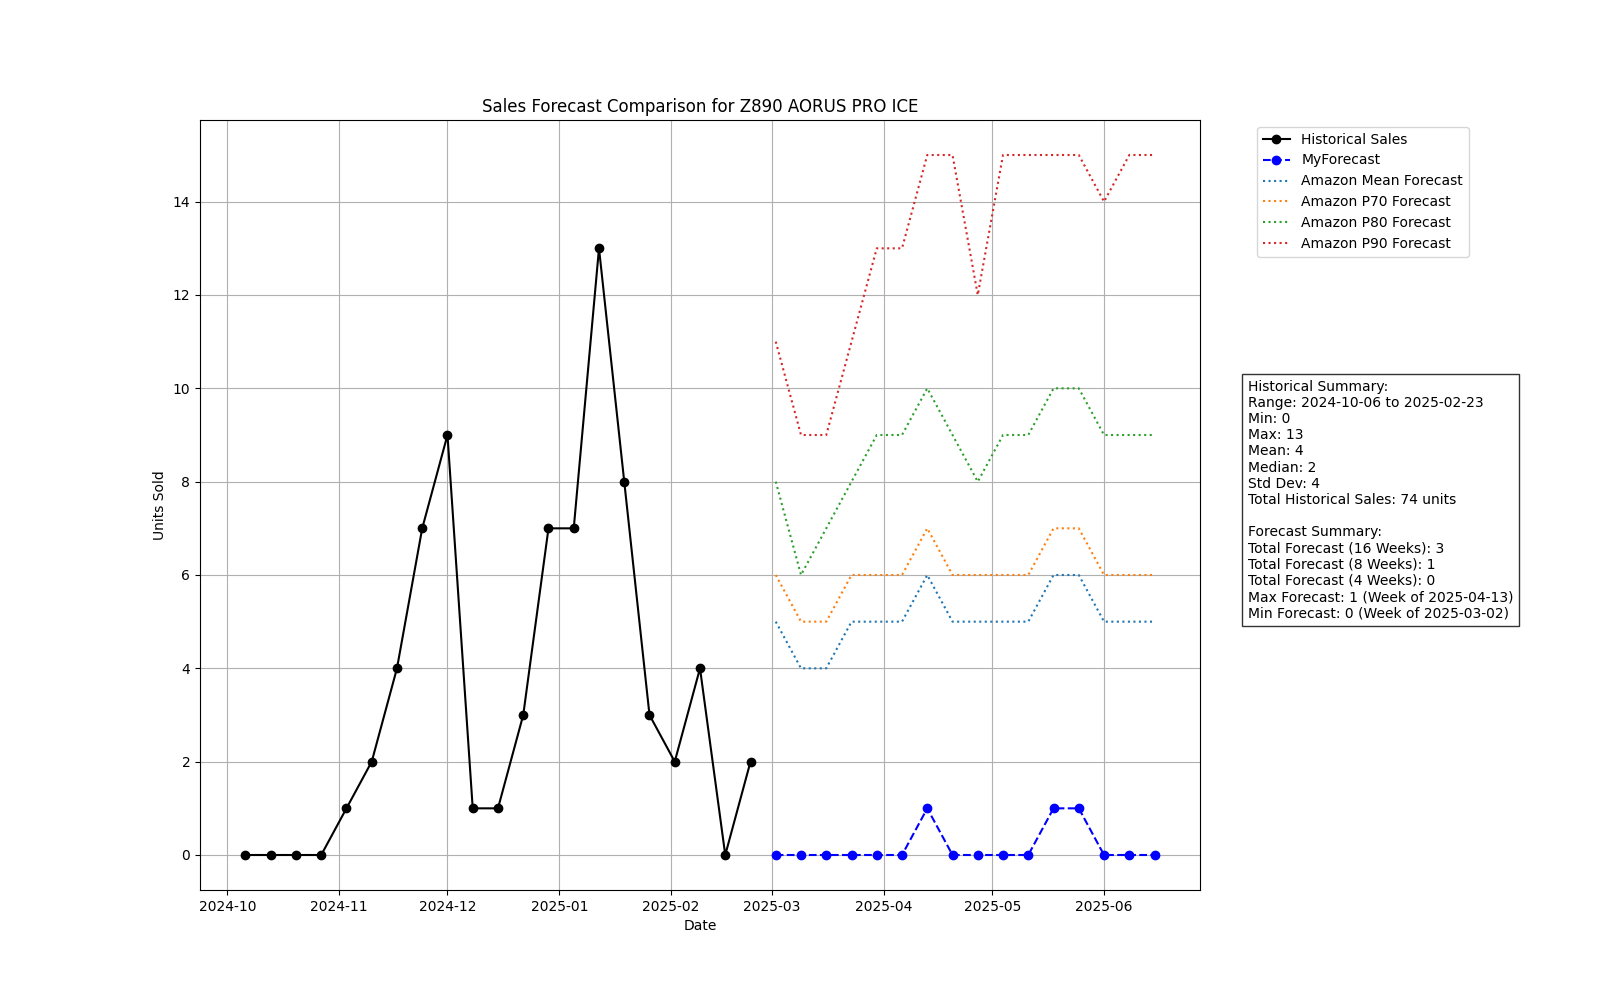 Sales Forecast Comparison for Z890 AORUS PRO ICE
Units Sold
14
12
10
8
6
4
2
0
2024-10
2024-11
2024-12
2025-01
2025-02
2025-03
2025-04
2025-05
2025-06
Date
Historical Sales
MyForecast
Amazon Mean Forecast
Amazon P70 Forecast
Amazon P80 Forecast
Amazon P90 Forecast
Historical Summary:
Range: 2024-10-06 to 2025-02-23
Min: 0
Max: 13
Mean: 4
Median: 2
Std Dev: 4
Total Historical Sales: 74 units
Forecast Summary:
Total Forecast (16 Weeks): 3
Total Forecast (8 Weeks): 1
Total Forecast (4 Weeks): 0
Max Forecast: 1 (Week of 2025-04-13)
Min Forecast: 0 (Week of 2025-03-02)